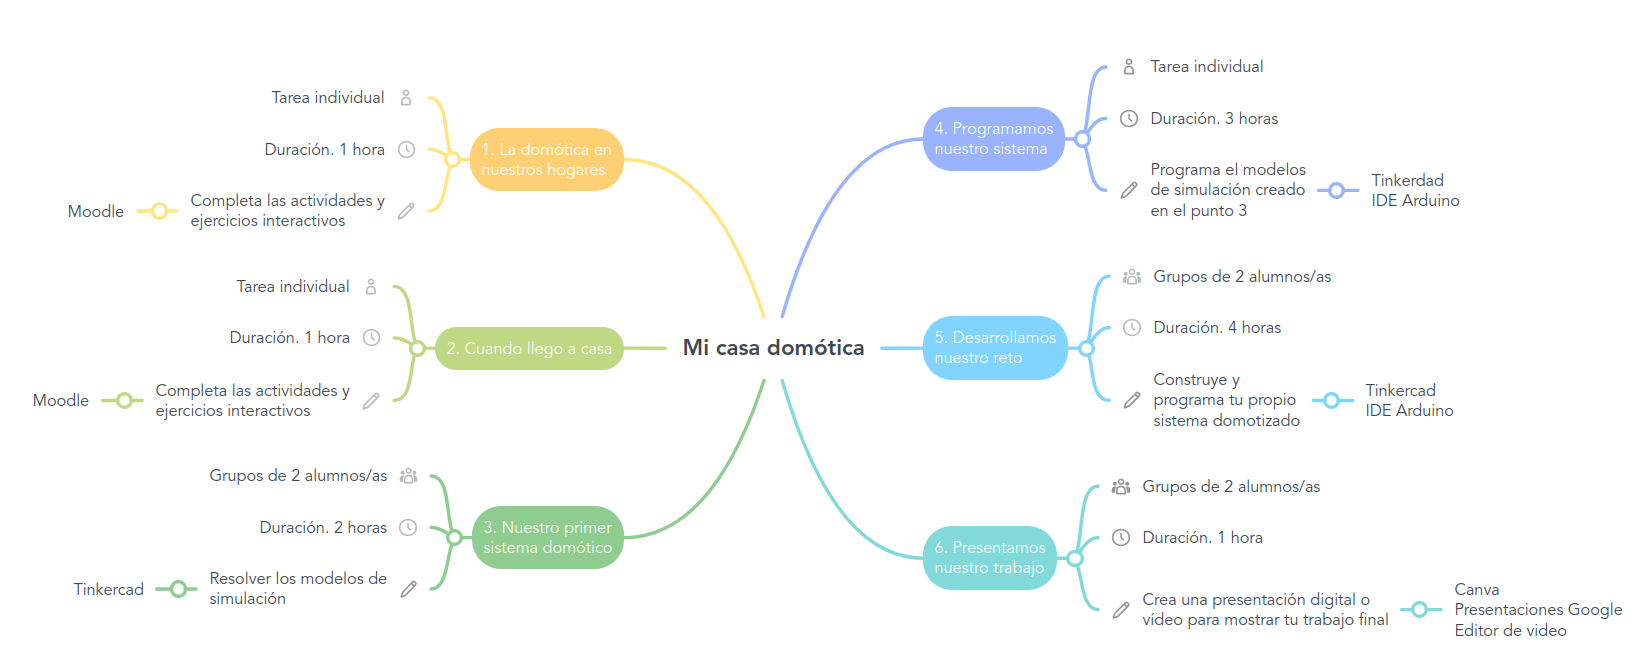 Mi casa domótica
1. La domótica en
nuestros hogares
Tarea individual
Duración. 1 hora
Completa las actividades y
ejercicios interactivos
Moodle
2. Cuando llego a casa
Tarea individual
Duración. 1 hora
Completa las actividades y
ejercicios interactivos
Moodle
3. Nuestro primer
sistema domótico
Grupos de 2 alumnos/as
Duración. 2 horas
Resolver los modelos de
simulación
Tinkercad
4. Programamos
nuestro sistema
Tarea individual
Duración. 3 horas
Programa el modelos
de simulación creado
en el punto 3
Tinkerdad
IDE Arduino
5. Desarrollamos
nuestro reto
Grupos de 2 alumnos/as
Duración. 4 horas
Construye y
programa tu propio
sistema domotizado
Tinkercad
IDE Arduino
6. Presentamos
nuestro trabajo
Grupos de 2 alumnos/as
Duración. 1 hora
Crea una presentación digital o
vídeo para mostrar tu trabajo final
Canva
Presentaciones Google
Editor de video